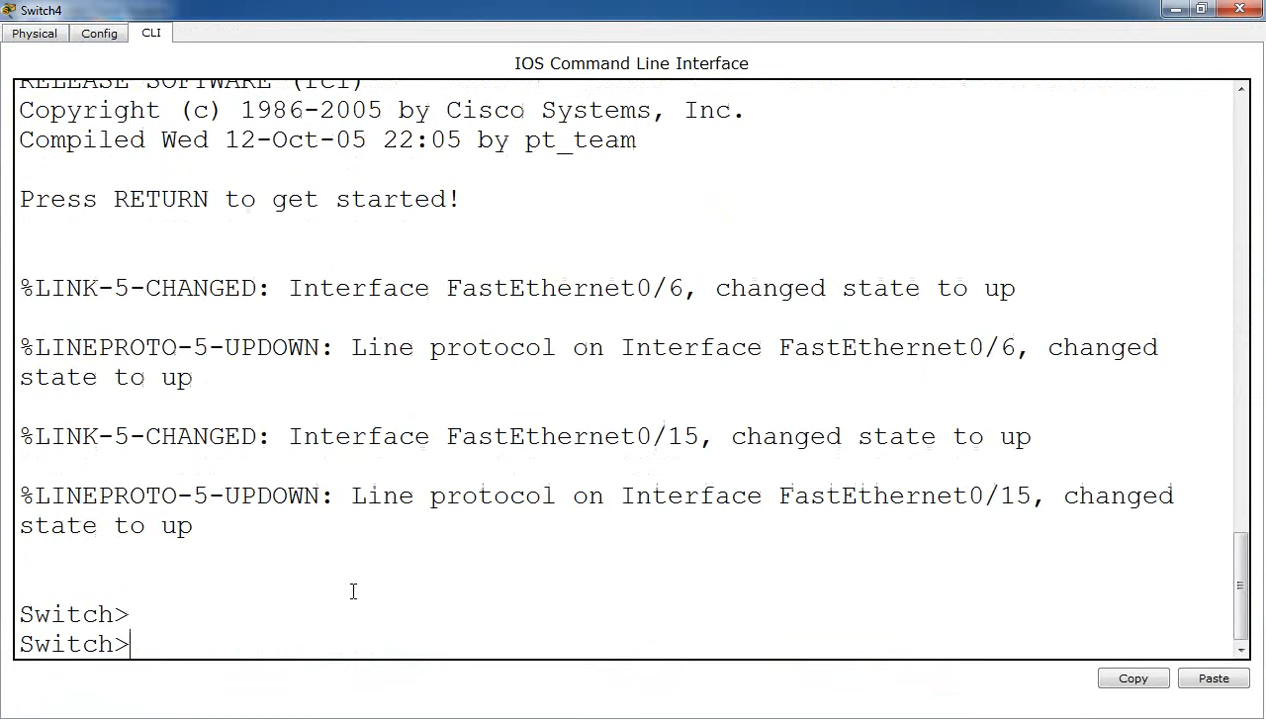 Switch4
Physical
Config
CLI
IOS Command Line Interface
RELEASE SOFTWARE (fc1)
Copyright (c) 1986-2005 by Cisco Systems, Inc.
Compiled Wed 12-Oct-05 22:05 by pt_team
Press RETURN to get started!
%LINK-5-CHANGED: Interface FastEthernet0/6, changed state to up
%LINEPROTO-5-UPDOWN: Line protocol on Interface FastEthernet0/6, changed
state to up
%LINK-5-CHANGED: Interface FastEthernet0/15, changed state to up
%LINEPROTO-5-UPDOWN: Line protocol on Interface FastEthernet0/15, changed
state to up
Switch>
Switch>
Copy
Paste